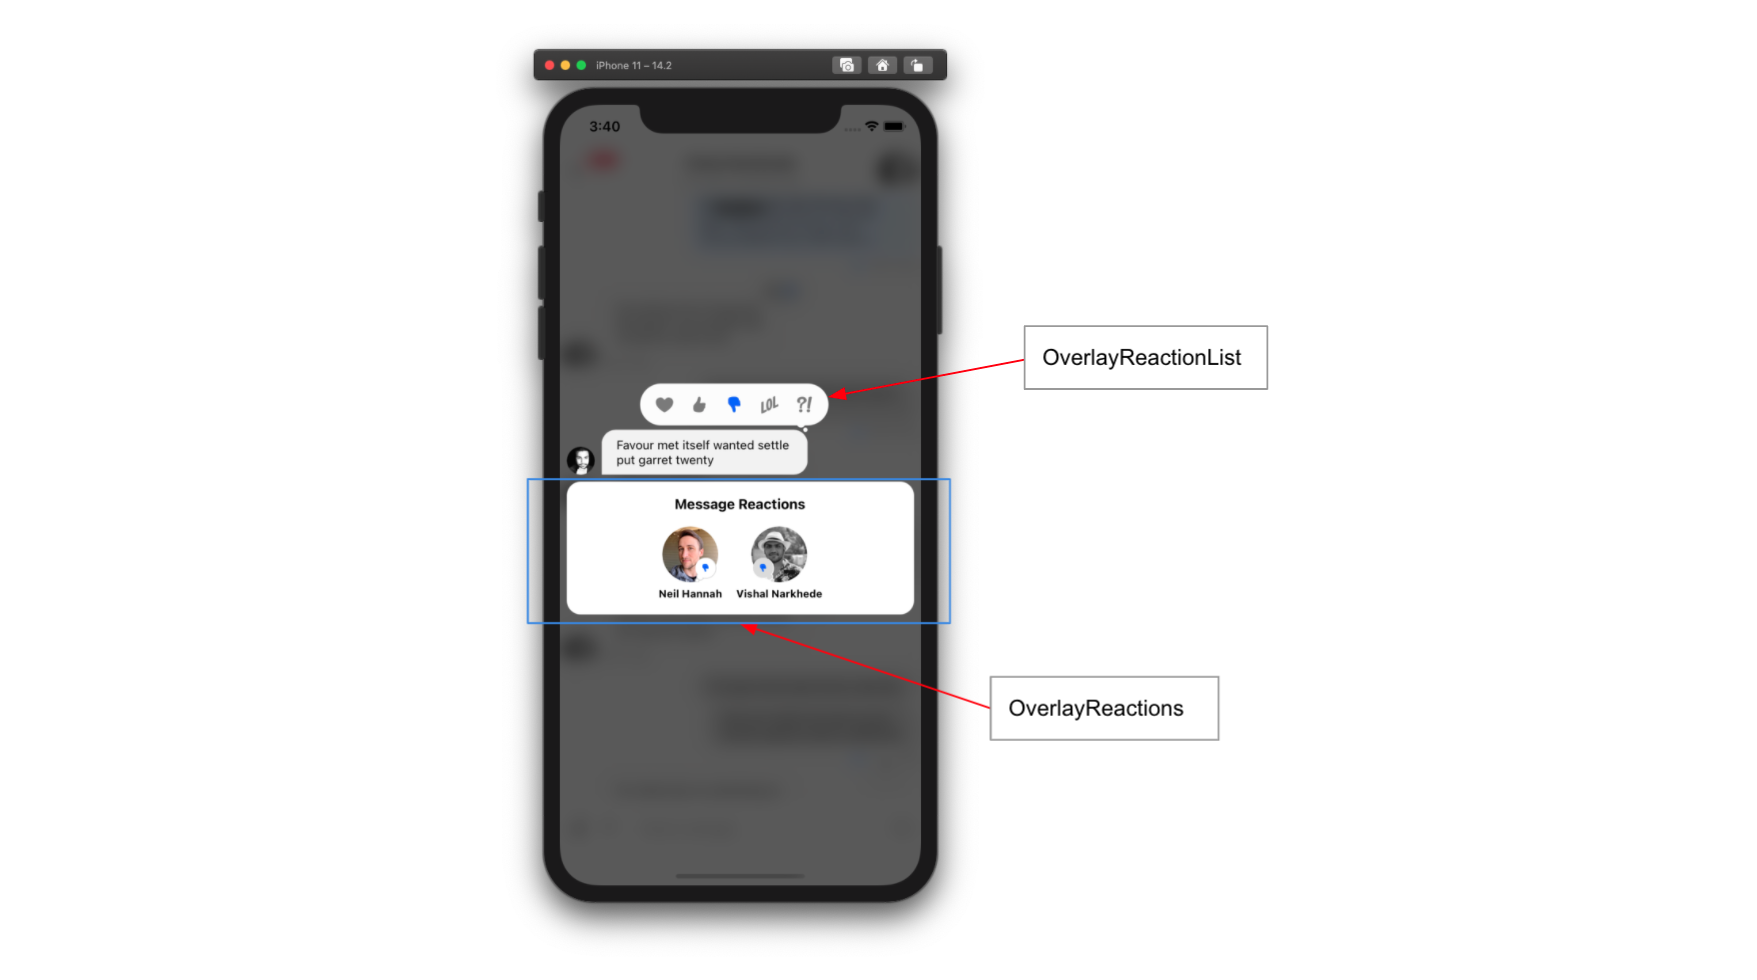 iPhone 11 – 14.2
3:40
OverlayReactionList
LOL ?!
Favour met itself wanted settle
put garret twenty
Message Reactions
Neil Hannah Vishal Narkhede
OverlayReactions